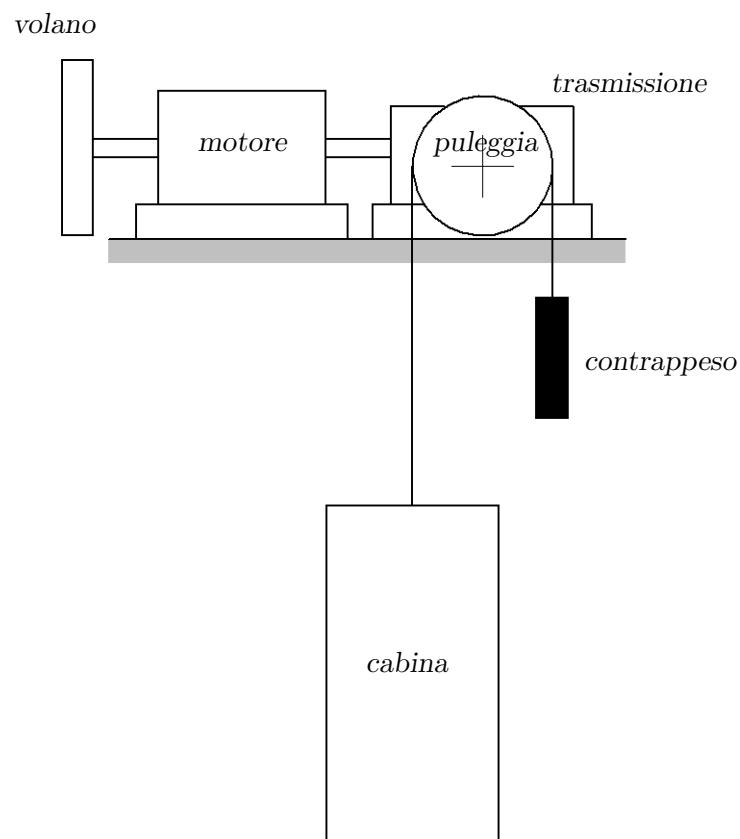 volano
trasmissione
motore
puleggia
contrappeso
cabina